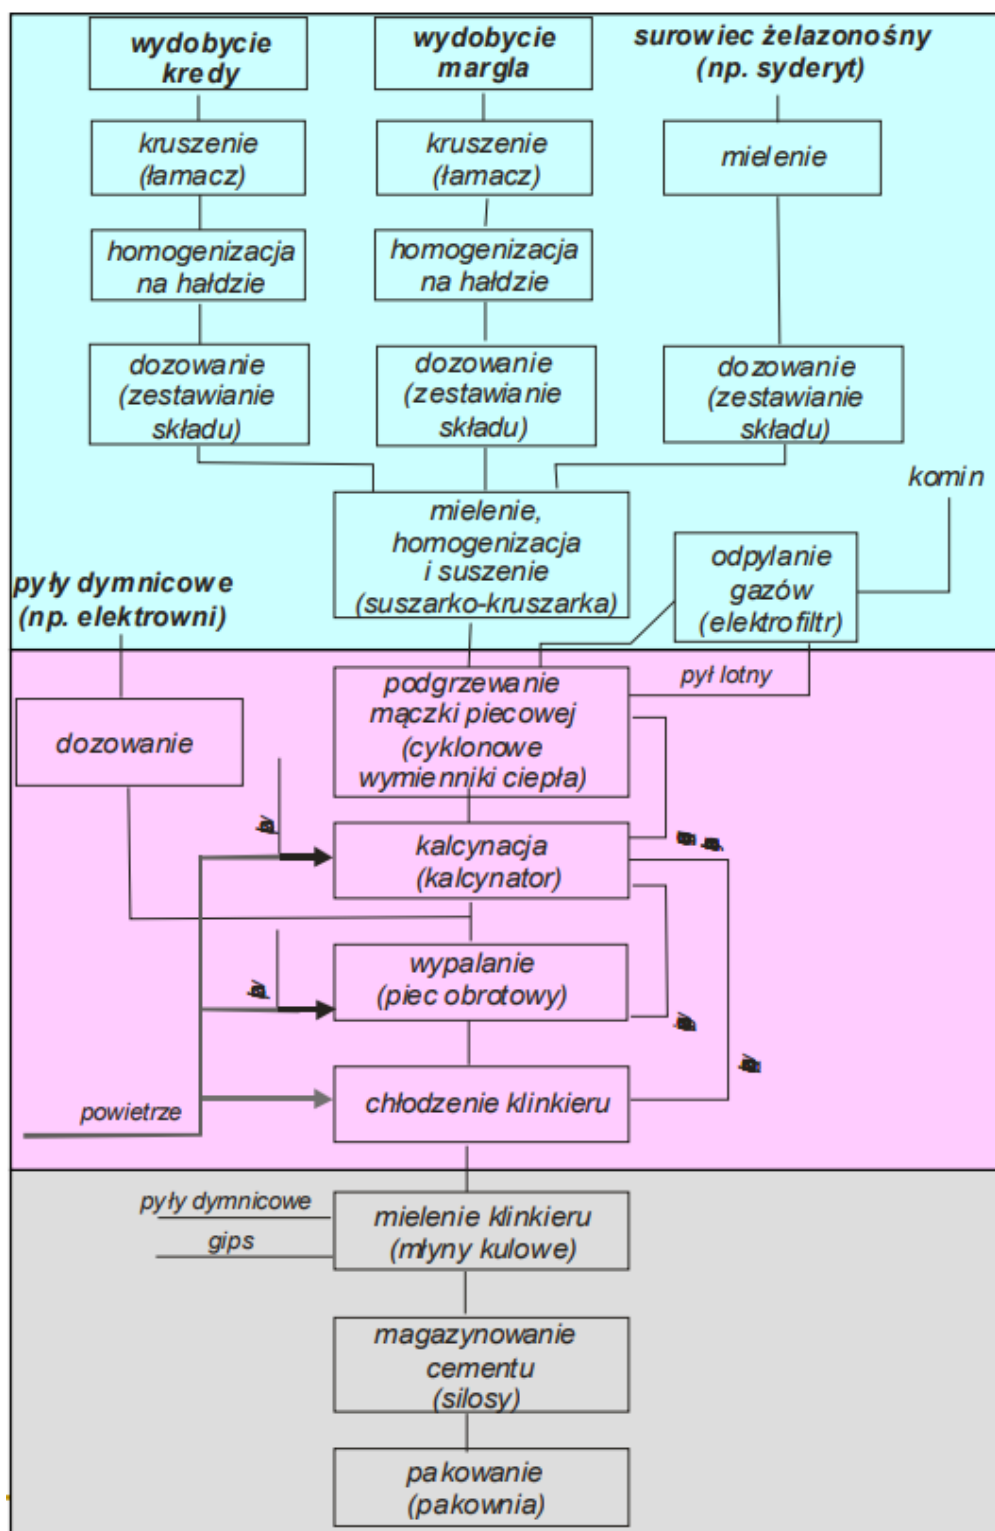 wydobycie
kredy
wydobycie
margla
surowiec żelazonośny
(np. syderyt)
kruszenie
(łamacz)
kruszenie
(łamacz)
mielenie
homogenizacja
na hałdzie
homogenizacja
na hałdzie
dozowanie
(zestawianie
składu)
dozowanie
(zestawianie
składu)
dozowanie
(zestawianie
składu)
komin
mielenie,
homogenizacja
i suszenie
(suszarko-kruszarka)
odpylanie
gazów
(elektrofiltr)
pyły dymnicowe
(np. elektrowni)
pył lotny
podgrzewanie
mączki piecowej
(cyklonowe
wymienniki ciepła)
dozowanie
kalcynacja
(kalcynator)
wypalanie
(piec obrotowy)
chłodzenie klinkieru
powietrze
pyły dymnicowe
gips
mielenie klinkieru
(młyny kulowe)
magazynowanie
cementu
(silosy)
pakowanie
(pakownia)